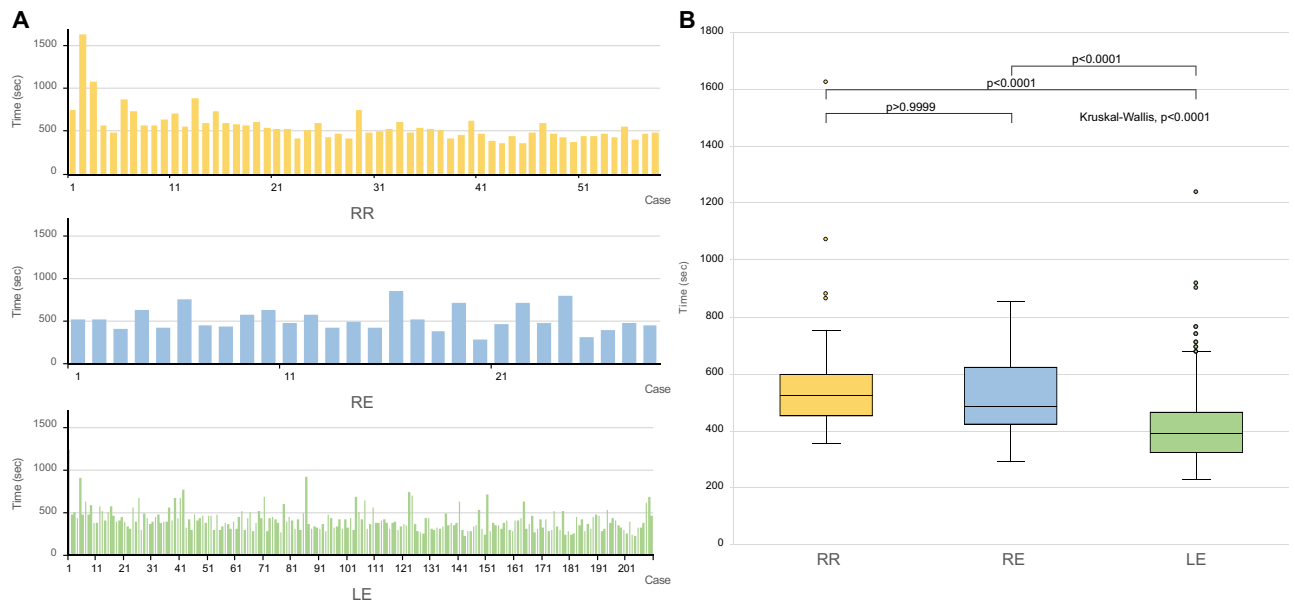 A
1500
1000
500
0
Time (sec)
1 11 21 31 41 51
Case
RR
1500
1000
500
0
Time (sec)
1 11 21
Case
RE
1500
1000
500
0
Time (sec)
1 11 21 31 41 51 61 71 81 91 101 111 121 131 141 151 161 171 181 191 201
Case
LE
B
1800
1600
1400
1200
1000
800
600
400
200
0
Time (sec)
p<0.0001
p<0.0001
p>0.9999
Kruskal-Wallis, p<0.0001
RR RE LE